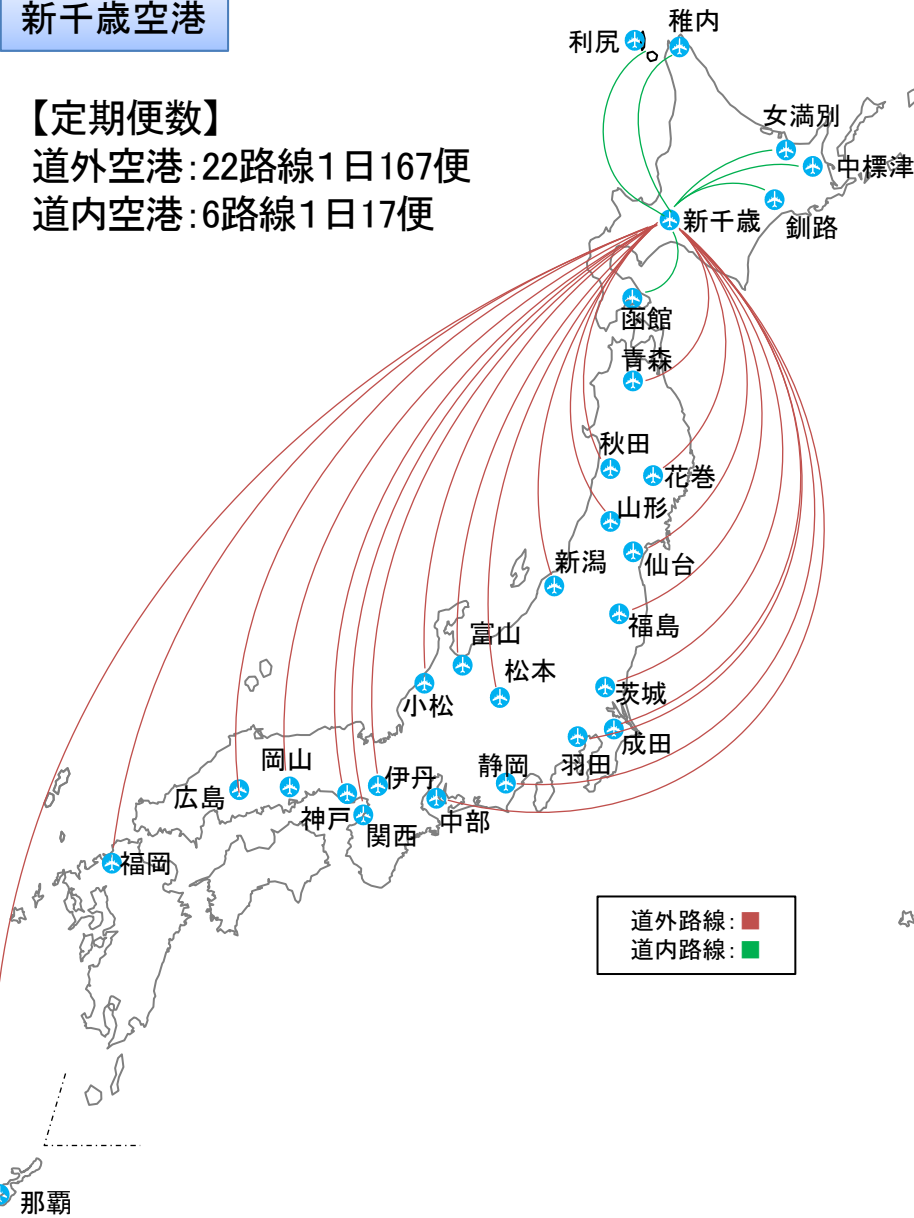 新千歳空港
利尻
稚内
【定期便数】
道外空港:22路線1日167便
道内空港:6路線1日17便
女満別
中標津
新千歳
釧路
函館
青森
秋田
花巻
山形
新潟
仙台
福島
富山
松本
茨城
小松
成田
岡山
伊丹
静岡
羽田
広島
神戸
中部
関西
福岡
道外路線:
道内路線:
那覇